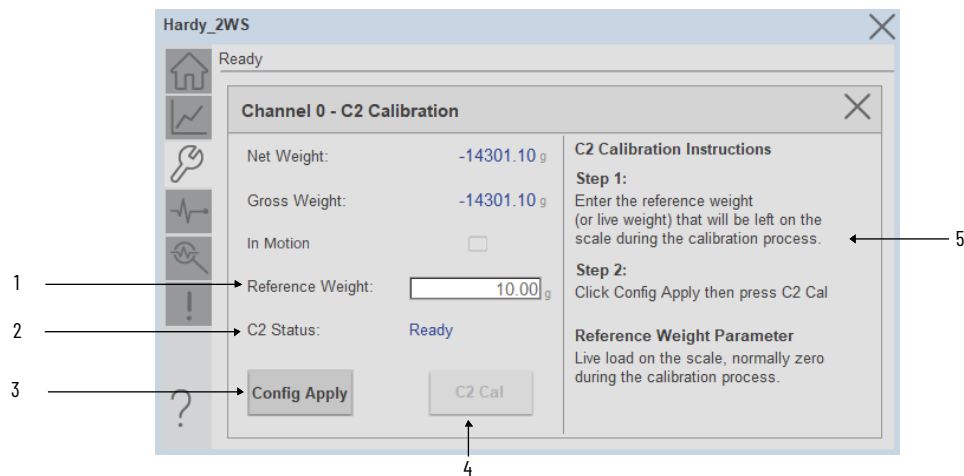 Hardy_2WS
Ready
Channel 0 - C2 Calibration
Net Weight: -14301.10 g
Gross Weight: -14301.10 g
In Motion
1 Reference Weight: 10.00 g
2 C2 Status: Ready
3 Config Apply C2 Cal
4
C2 Calibration Instructions
Step 1:
Enter the reference weight
(or live weight) that will be left on the
scale during the calibration process.
5
Step 2:
Click Config Apply then press C2 Cal
Reference Weight Parameter
Live load on the scale, normally zero
during the calibration process.
!
?